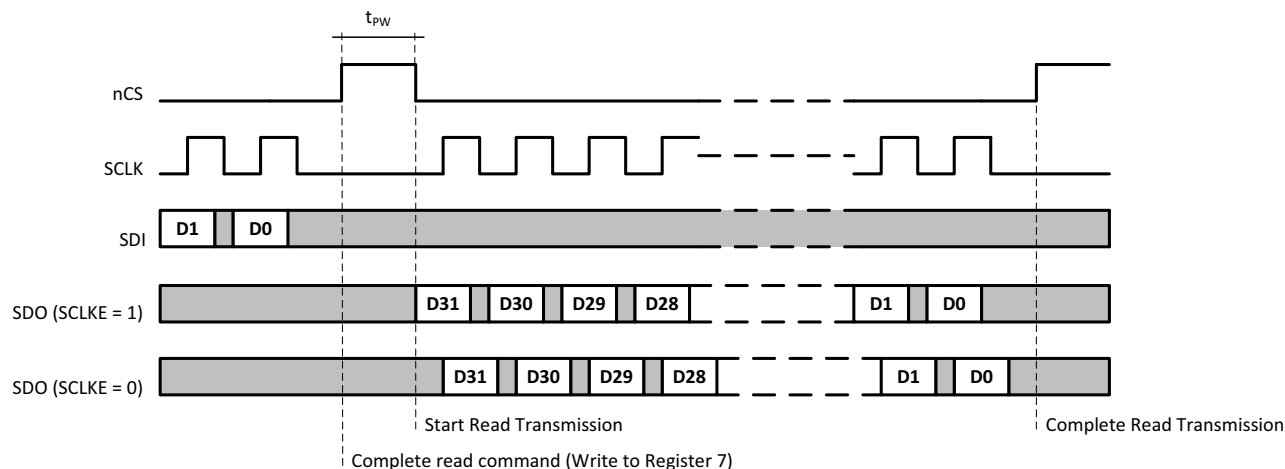 tPW
nCS
SCLK
SDI D1 D0
SDO (SCLKE = 1) D31 D30 D29 D28 D1 D0
SDO (SCLKE = 0) D31 D30 D29 D28 D1 D0
Start Read Transmission Complete Read Transmission
Complete read command (Write to Register 7)